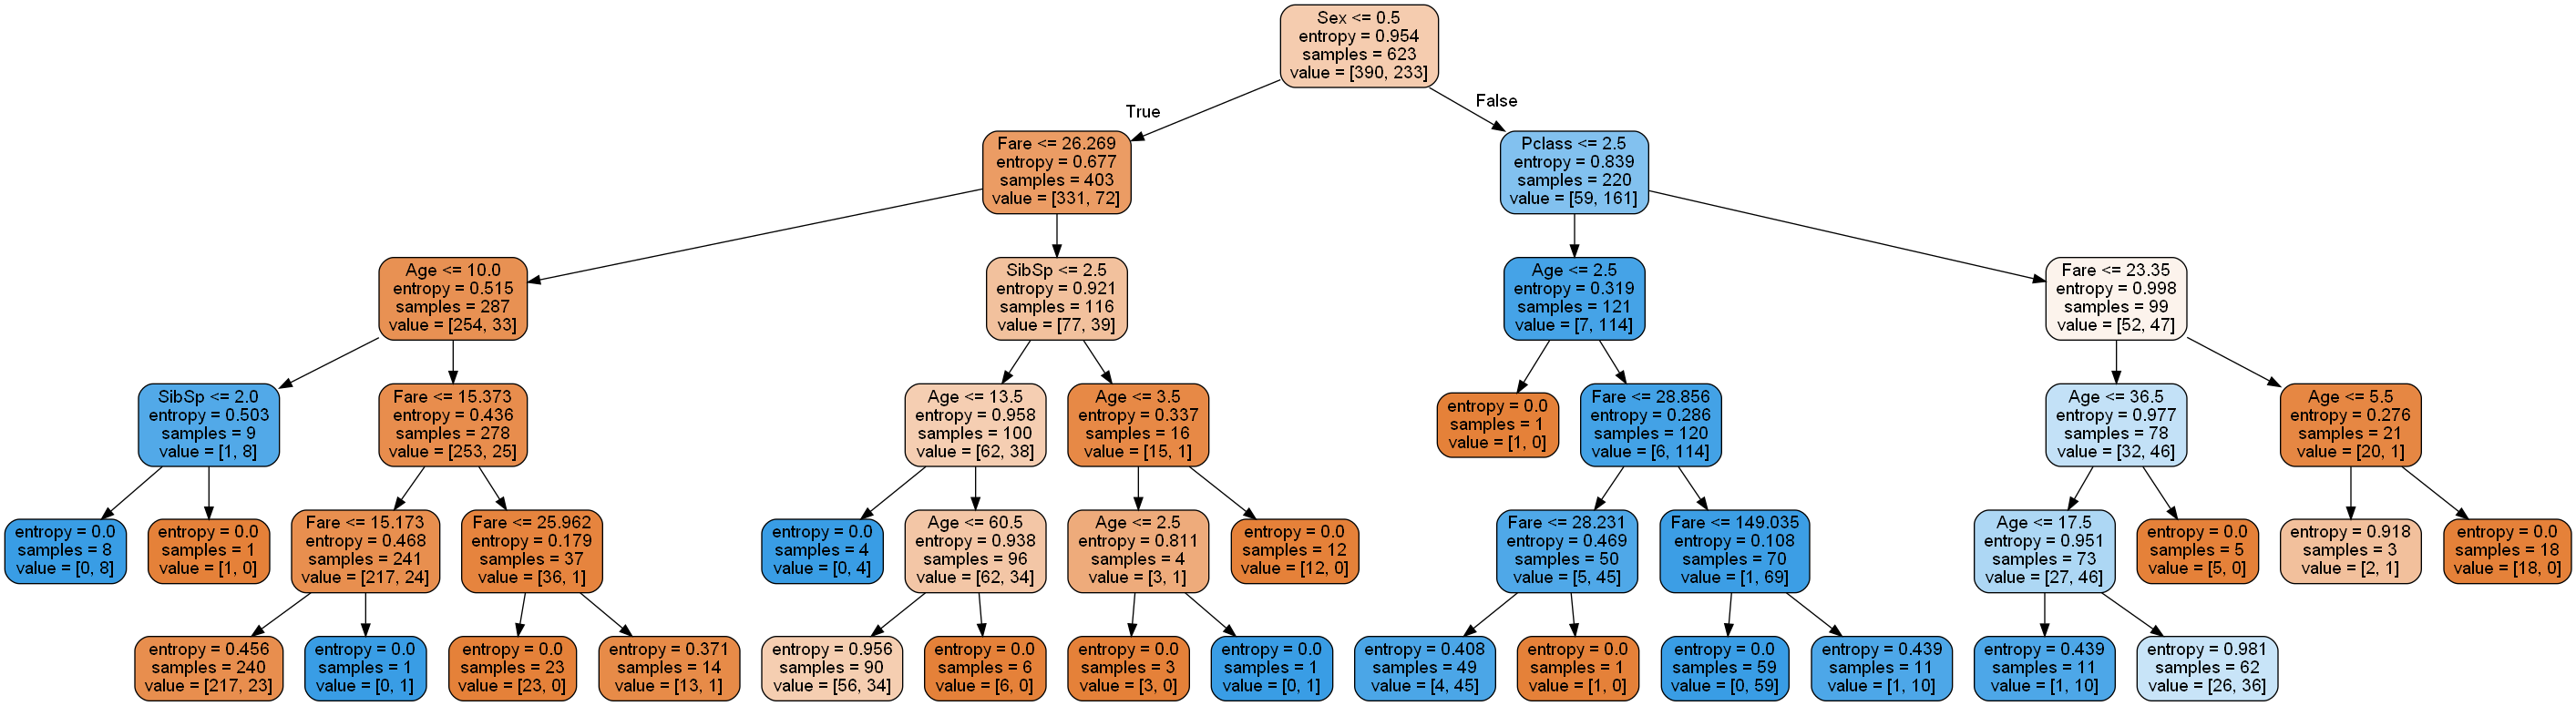 Sex <= 0.5
entropy = 0.954
samples = 623
value = [390, 233]
True
False
Fare <= 26.269
entropy = 0.677
samples = 403
value = [331, 72]
Pclass <= 2.5
entropy = 0.839
samples = 220
value = [59, 161]
Age <= 10.0
entropy = 0.515
samples = 287
value = [254, 33]
SibSp <= 2.5
entropy = 0.921
samples = 116
value = [77, 39]
Age <= 2.5
entropy = 0.319
samples = 121
value = [7, 114]
Fare <= 23.35
entropy = 0.998
samples = 99
value = [52, 47]
SibSp <= 2.0
entropy = 0.503
samples = 9
value = [1, 8]
Fare <= 15.373
entropy = 0.436
samples = 278
value = [253, 25]
Age <= 13.5
entropy = 0.958
samples = 100
value = [62, 38]
Age <= 3.5
entropy = 0.337
samples = 16
value = [15, 1]
entropy = 0.0
samples = 1
value = [1, 0]
Fare <= 28.856
entropy = 0.286
samples = 120
value = [6, 114]
Age <= 36.5
entropy = 0.977
samples = 78
value = [32, 46]
Age <= 5.5
entropy = 0.276
samples = 21
value = [20, 1]
entropy = 0.0
samples = 8
value = [0, 8]
entropy = 0.0
samples = 1
value = [1, 0]
Fare <= 15.173
entropy = 0.468
samples = 241
value = [217, 24]
Fare <= 25.962
entropy = 0.179
samples = 37
value = [36, 1]
entropy = 0.0
samples = 4
value = [0, 4]
Age <= 60.5
entropy = 0.938
samples = 96
value = [62, 34]
Age <= 2.5
entropy = 0.811
samples = 4
value = [3, 1]
entropy = 0.0
samples = 12
value = [12, 0]
Fare <= 28.231
entropy = 0.469
samples = 50
value = [5, 45]
Fare <= 149.035
entropy = 0.108
samples = 70
value = [1, 69]
Age <= 17.5
entropy = 0.951
samples = 73
value = [27, 46]
entropy = 0.0
samples = 5
value = [5, 0]
entropy = 0.918
samples = 3
value = [2, 1]
entropy = 0.0
samples = 18
value = [18, 0]
entropy = 0.456
samples = 240
value = [217, 23]
entropy = 0.0
samples = 1
value = [0, 1]
entropy = 0.0
samples = 23
value = [23, 0]
entropy = 0.371
samples = 14
value = [13, 1]
entropy = 0.956
samples = 90
value = [56, 34]
entropy = 0.0
samples = 6
value = [6, 0]
entropy = 0.0
samples = 3
value = [3, 0]
entropy = 0.0
samples = 1
value = [0, 1]
entropy = 0.408
samples = 49
value = [4, 45]
entropy = 0.0
samples = 1
value = [1, 0]
entropy = 0.0
samples = 59
value = [0, 59]
entropy = 0.439
samples = 11
value = [1, 10]
entropy = 0.439
samples = 11
value = [1, 10]
entropy = 0.981
samples = 62
value = [26, 36]